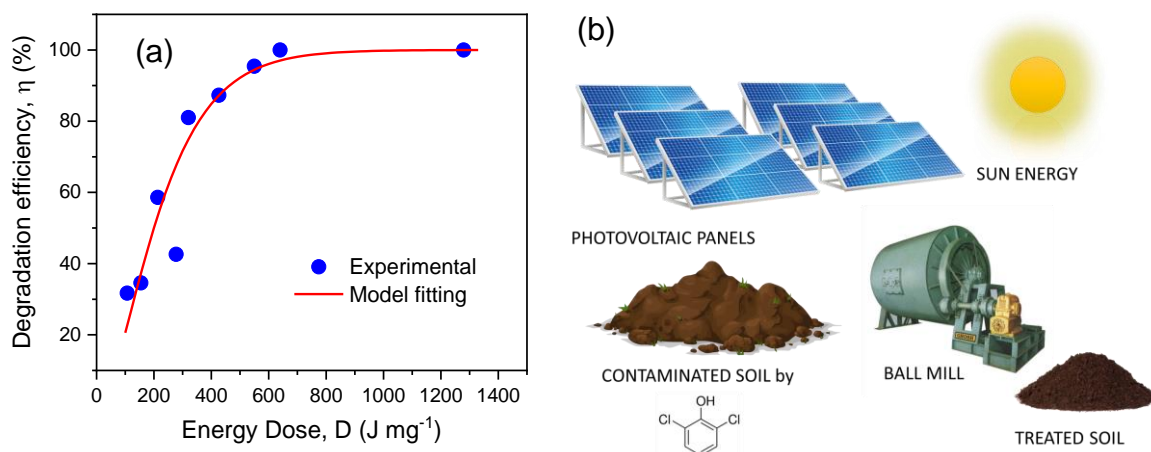 (a)
Degradation efficiency, η (%)
100
80
60
40
20
Experimental
Model fitting
0 200 400 600 800 1000 1200 1400
Energy Dose, D (J mg⁻¹)
(b)
SUN ENERGY
PHOTOVOLTAIC PANELS
CONTAMINATED SOIL by
BALL MILL
OH
Cl Cl
TREATED SOIL